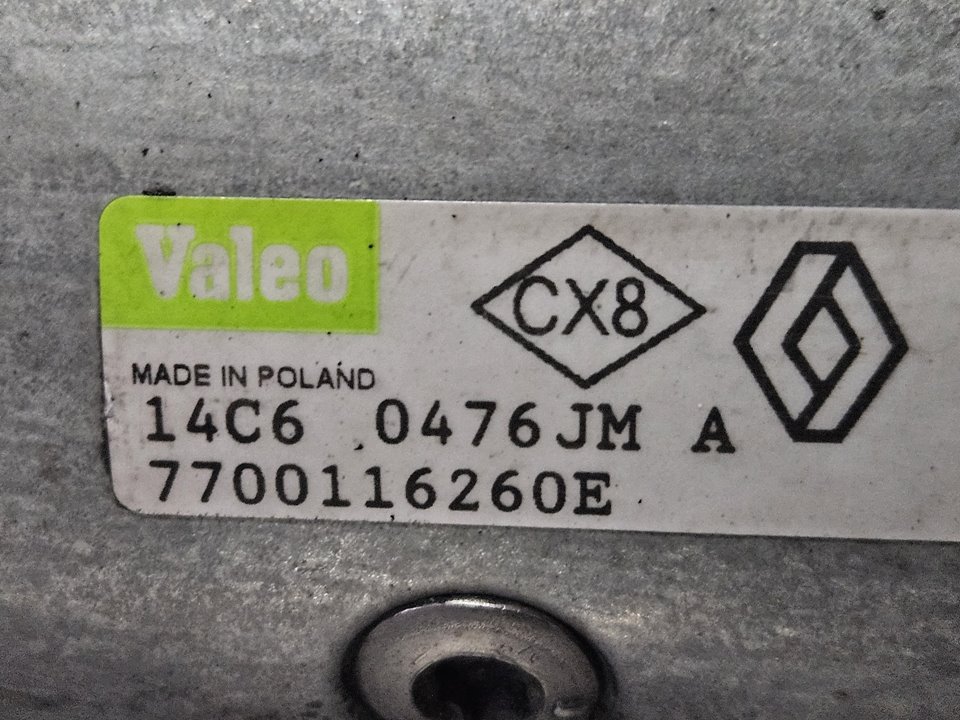 Valeo
CX8
MADE IN POLAND
14C6 0476JM A
7700116260E